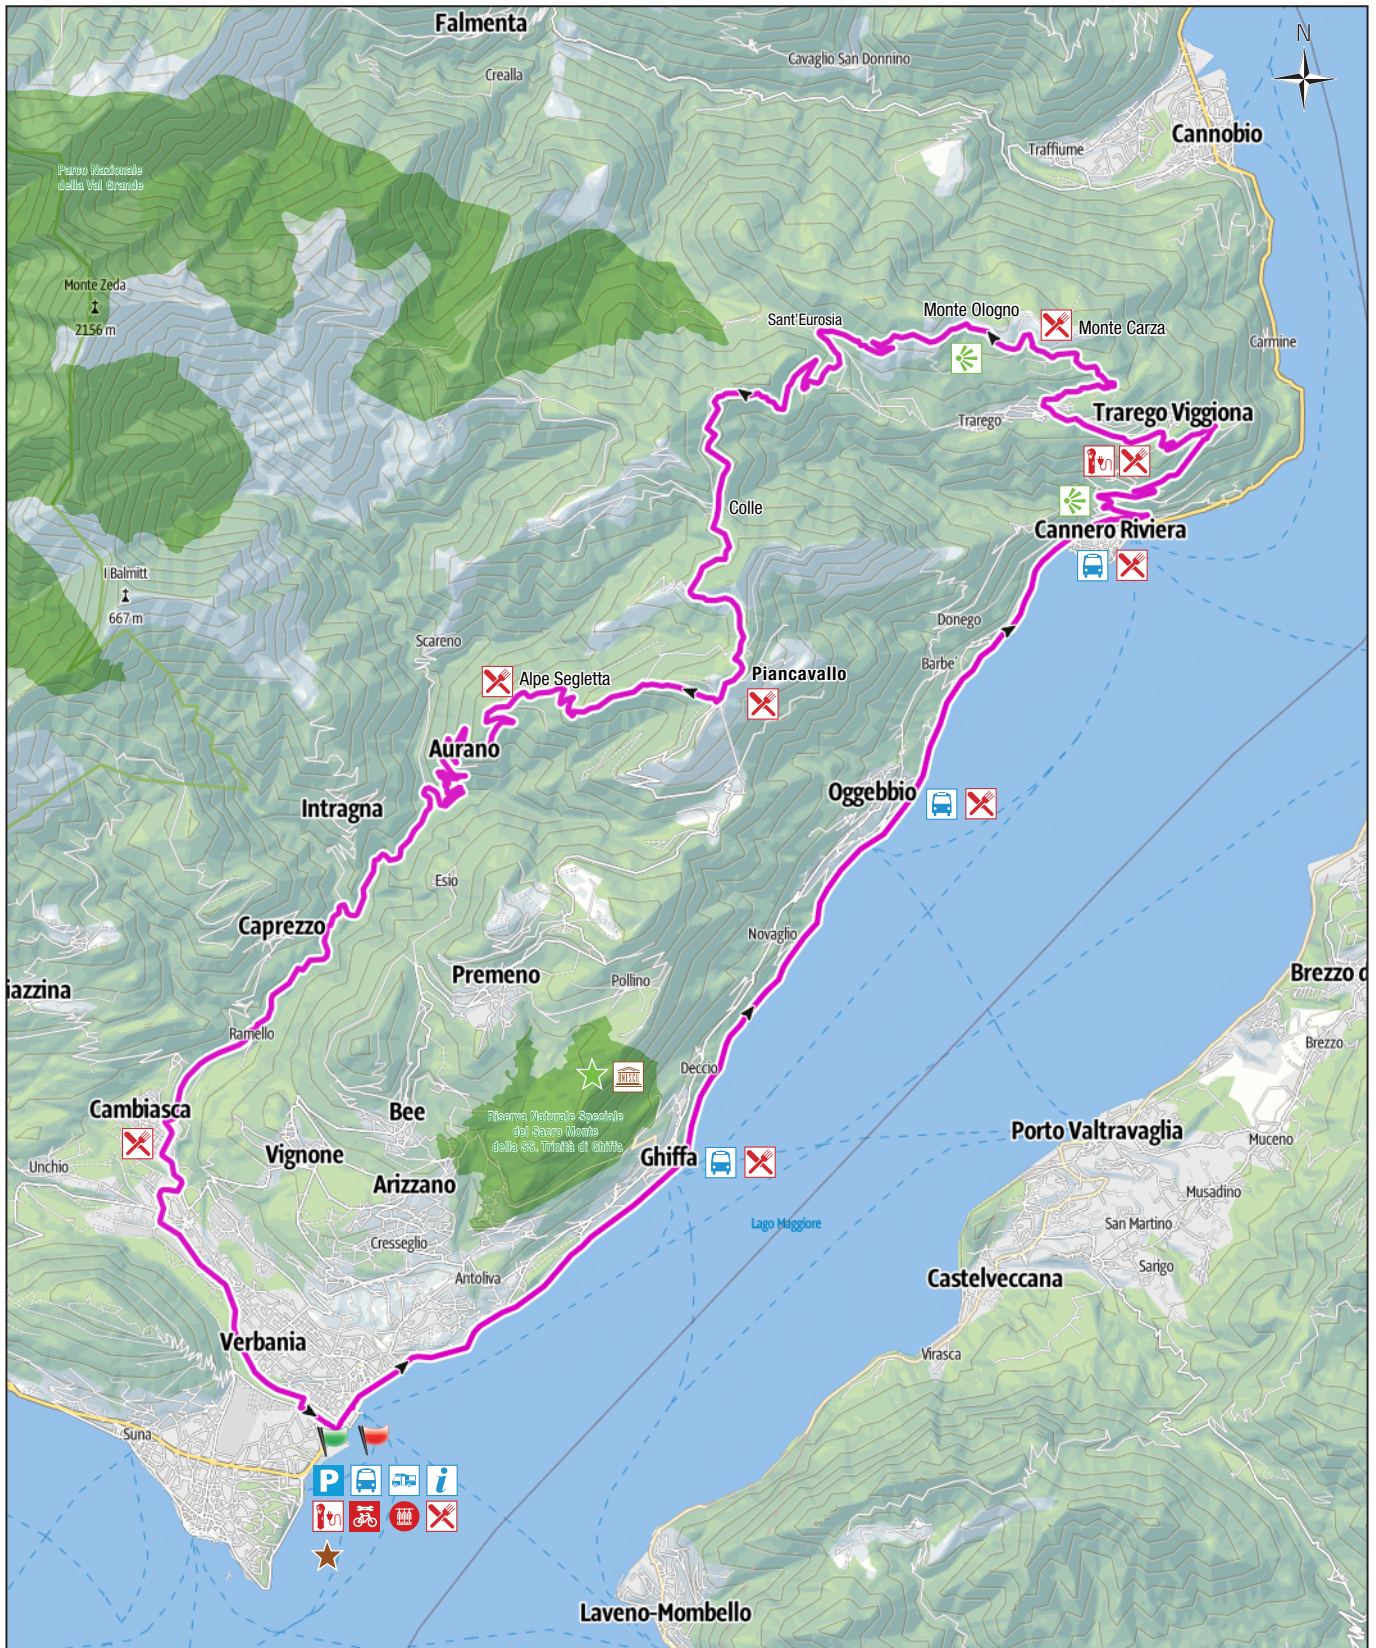 Falmenta
N
Cavaglio San Donnino
Crealla
Cannobio
Traffiume
Parco Nazionale
della Val Grande
Monte Zeda
2156 m
Monte Ologno
Sant'Eurosia
Monte Carza
Carmine
Trarego Viggiona
Trarego
Colle
Cannero Riviera
I Balmitt
667 m
Donego
Scareno
Barbe'
Piancavallo
Alpe Segletta
Aurano
Oggebbio
Intragna
Esio
Caprezzo
Novaglio
Premeno
Pollino
Brezzo d
iazzina
Ramello
Brezzo
Deccio
UNESCO
Cambiasca
Bee
Riserva Naturale Speciale
del Sacro Monte
della SS. Trinità di Ghiffa
Porto Valtravaglia
Muceno
Vignone
Ghiffa
Unchio
Arizzano
Musadino
Lago Maggiore
San Martino
Cresseglio
Sarigo
Antoliva
Castelveccana
Verbania
Virasca
Suna
P
i
Laveno-Mombello